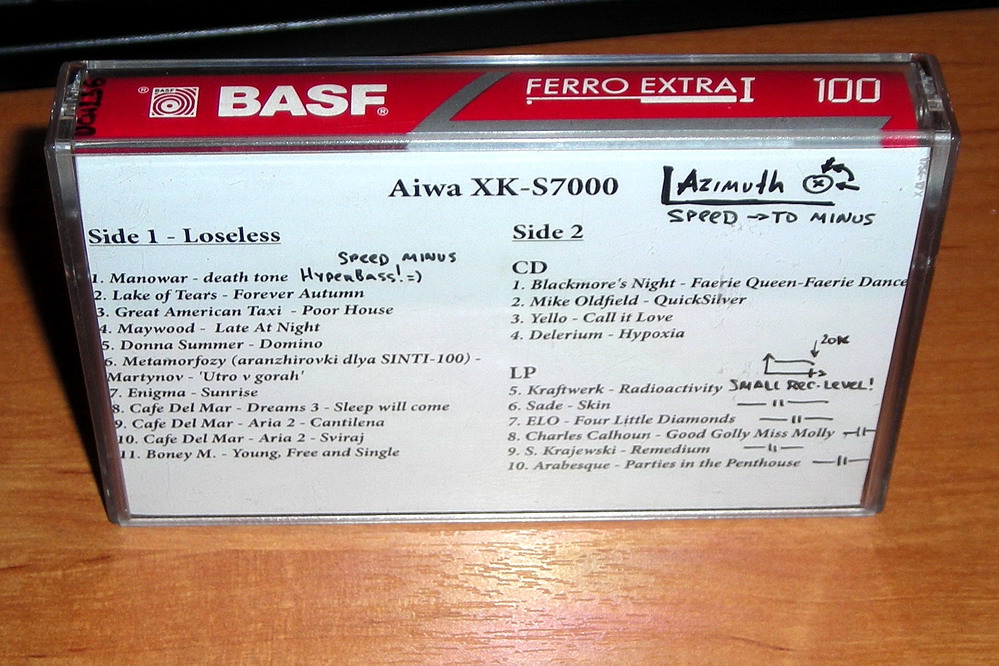 ® BASF BASF ® FERRO EXTRA I 100
Aiwa XK-S7000
AZIMUTH
SPEED → TO MINUS
Side 1 - Loseless
SPEED MINUS
1. Manowar - death tone HYPERBASS! =)
2. Lake of Tears - Forever Autumn
3. Great American Taxi - Poor House
4. Maywood - Late At Night
5. Donna Summer - Domino
6. Metamorfozy (aranzhirovki dlya SINTI-100) -
Martynov - 'Utro v gorah'
7. Enigma - Sunrise
8. Cafe Del Mar - Dreams 3 - Sleep will come
9. Cafe Del Mar - Aria 2 - Cantilena
10. Cafe Del Mar - Aria 2 - Sviraj
11. Boney M. - Young, Free and Single
Side 2
CD
1. Blackmore's Night - Faerie Queen-Faerie Dance
2. Mike Oldfield - QuickSilver
3. Yello - Call it Love
4. Delerium - Hypoxia
20K
LP
5. Kraftwerk - Radioactivity SMALL REC. LEVEL!
6. Sade - Skin — 11 —
7. ELO - Four Little Diamonds — 11 —
8. Charles Calhoun - Good Golly Miss Molly — 11 —
9. S. Krajewski - Remedium — 11 —
10. Arabesque - Parties in the Penthouse — 11 —